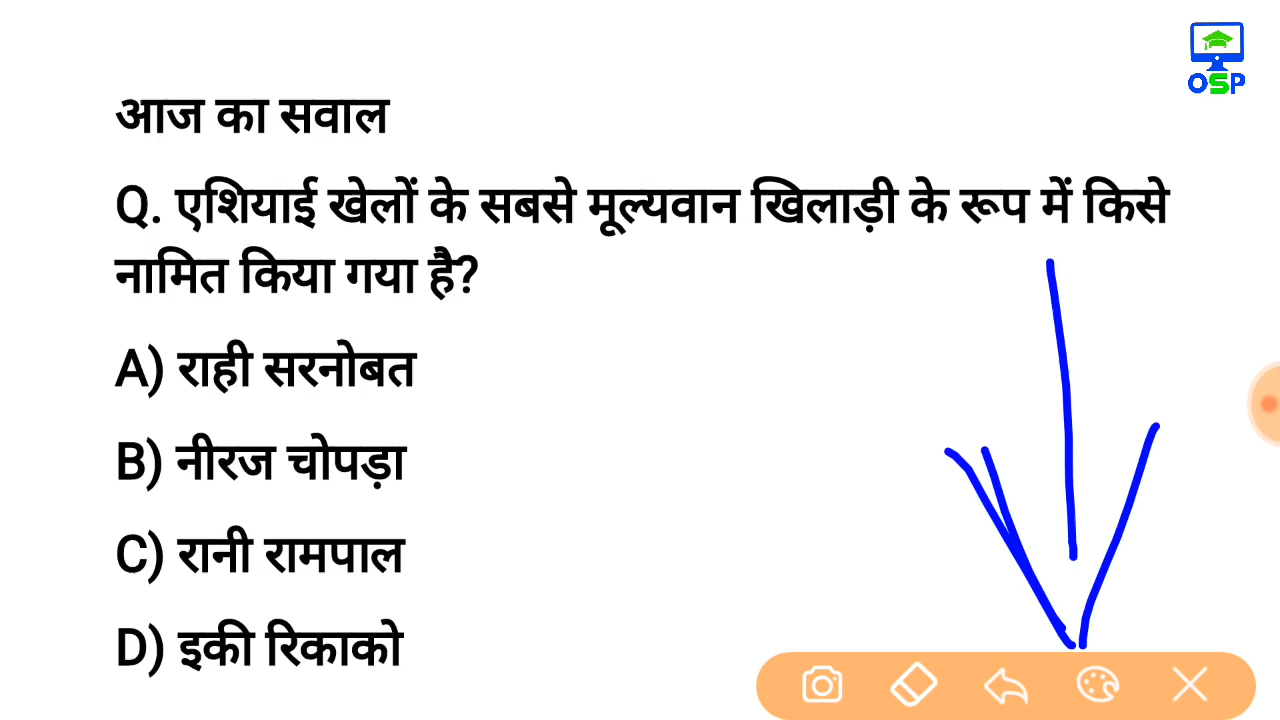 OSP
आज का सवाल
Q. एशियाई खेलों के सबसे मूल्यवान खिलाड़ी के रूप में किसे
नामित किया गया है?
A) राही सरनोबत
B) नीरज चोपड़ा
C) रानी रामपाल
D) इकी रिकाको